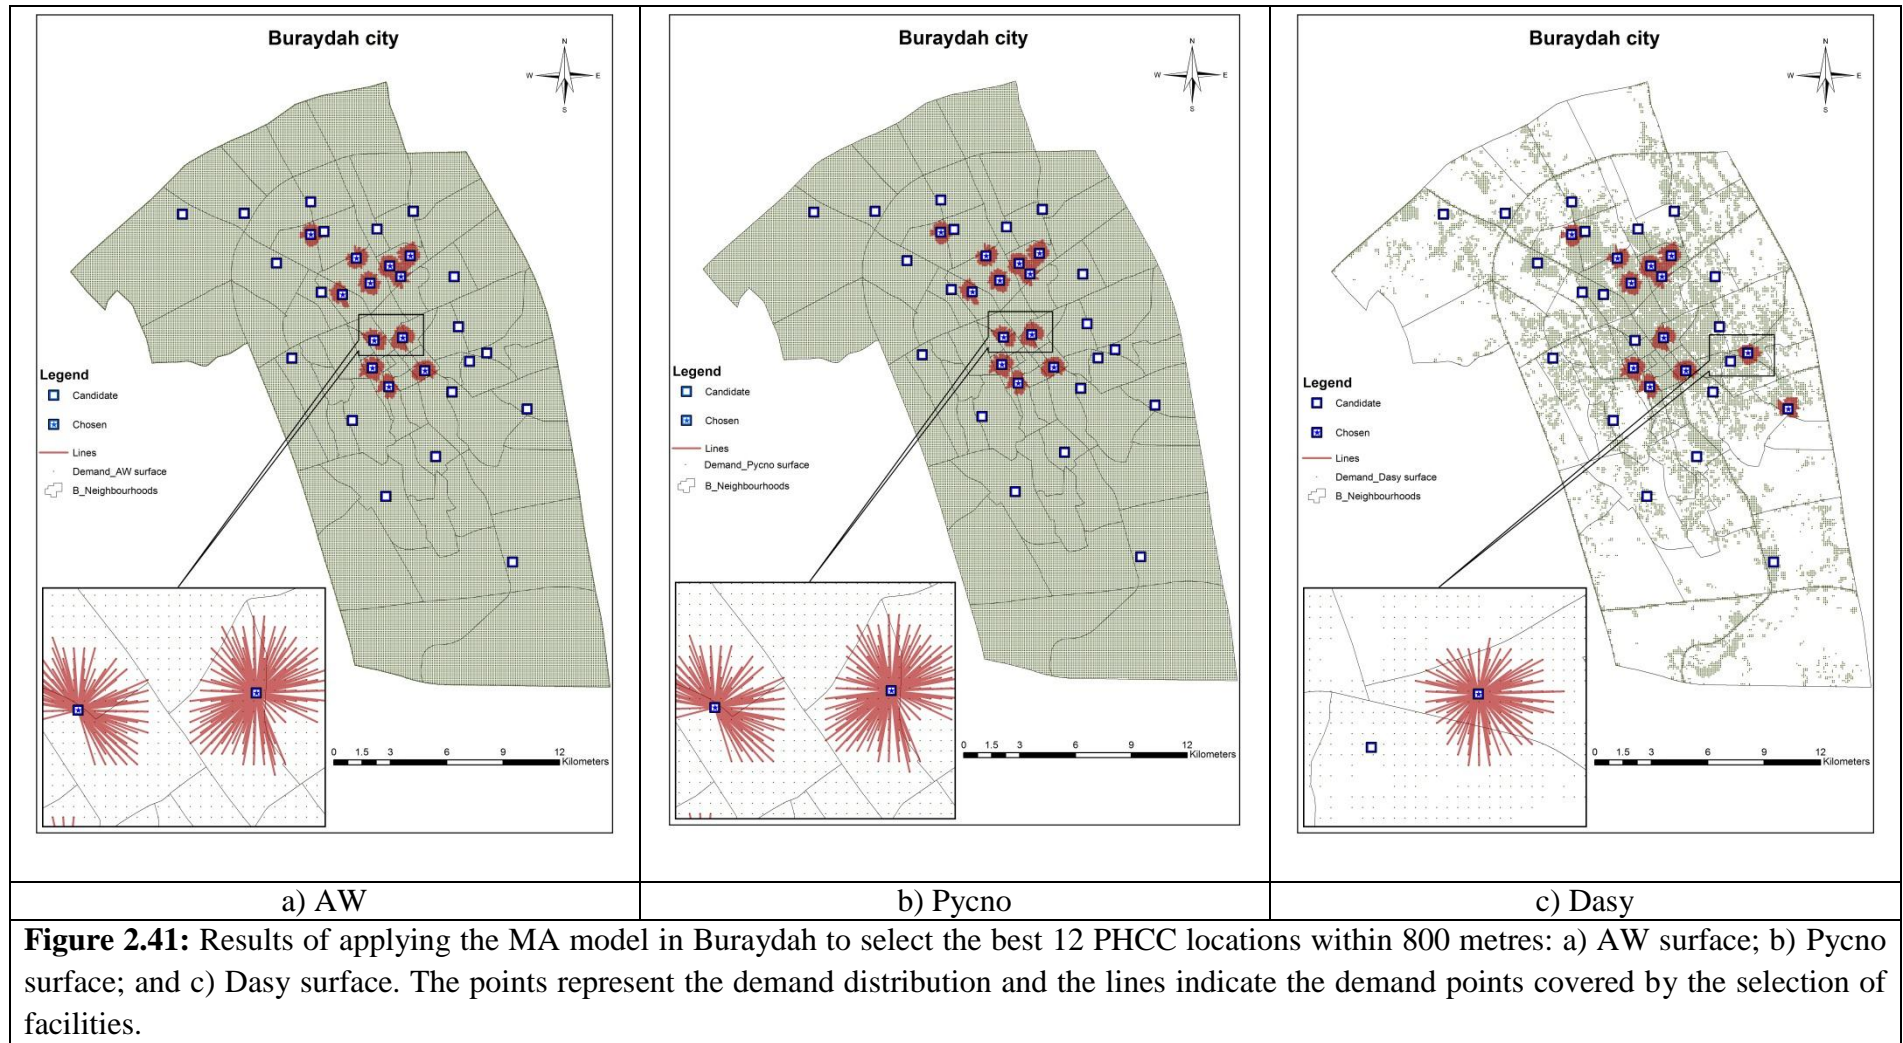 Buraydah city
N
W
E
S
Legend
Candidate
Chosen
Lines
Demand_AW surface
B_Neighbourhoods
0 1.5 3 6 9 12
Kilometers
Buraydah city
N
W
E
S
Legend
Candidate
Chosen
Lines
Demand_Pycno surface
B_Neighbourhoods
0 1.5 3 6 9 12
Kilometers
Buraydah city
N
W
E
S
Legend
Candidate
Chosen
Lines
Demand_Dasy surface
B_Neighbourhoods
0 1.5 3 6 9 12
Kilometers
a) AW
b) Pycno
c) Dasy
Figure 2.41: Results of applying the MA model in Buraydah to select the best 12 PHCC locations within 800 metres: a) AW surface; b) Pycno
surface; and c) Dasy surface. The points represent the demand distribution and the lines indicate the demand points covered by the selection of
facilities.